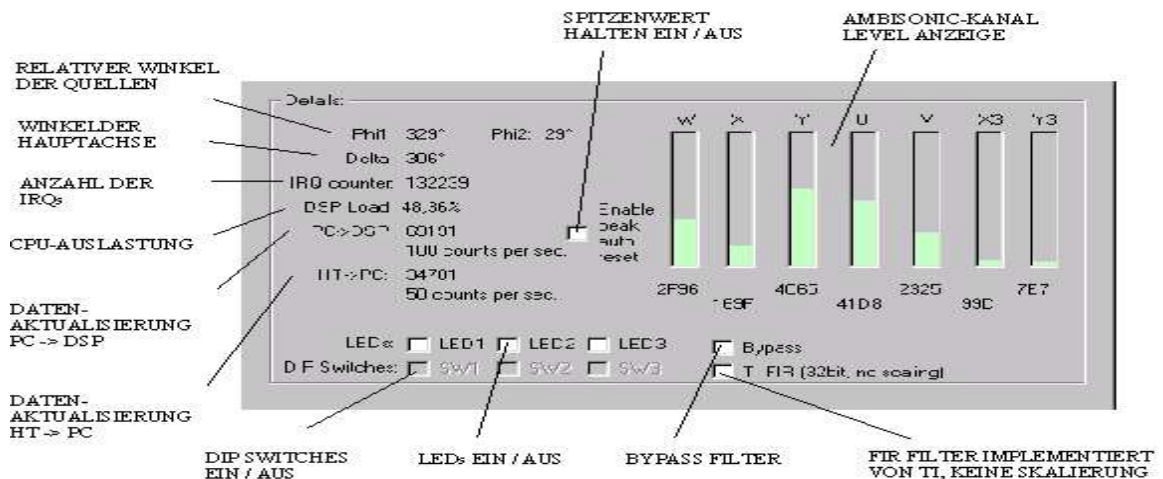 SPITZENWERT
HALTEN EIN / AUS
AMBISONIC-KANAL
LEVEL ANZEIGE
RELATIVER WINKEL
DER QUELLEN
WINKELDER
HAUPTACHSE
ANZAHL DER
IRQs
CPU-AUSLASTUNG
DATEN-
AKTUALISIERUNG
PC -> DSP
DATEN-
AKTUALISIERUNG
HT -> PC
Details:
Phi1 329° Phi2: 29°
Delta 306°
IRQ counter: 132239
DSP Load 48,36%
PC->DSP
100 counts per sec.
HT->PC: 34701
50 counts per sec.
Enable
peak
auto
reset
W X Y U V X3 Y3
2F96 4C65 2325 7E7
1E9F 41D8 99D
LEDs LED1 LED2 LED3
DIP Switches: SW1 SW2 SW3
Bypass
TI FIR (32bit, no scaling)
DIP SWITCHES
EIN / AUS
LEDs EIN / AUS
BYPASS FILTER
FIR FILTER IMPLEMENTIERT
VON TI, KEINE SKALIERUNG